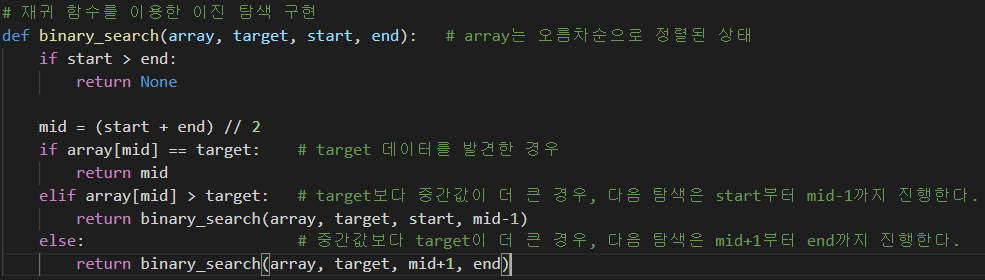 # 재귀 함수를 이용한 이진 탐색 구현
def binary_search(array, target, start, end):   # array는 오름차순으로 정렬된 상태
    if start > end:
        return None

    mid = (start + end) // 2
    if array[mid] == target:    # target 데이터를 발견한 경우
        return mid
    elif array[mid] > target:   # target보다 중간값이 더 큰 경우, 다음 탐색은 start부터 mid-1까지 진행한다.
        return binary_search(array, target, start, mid-1)
    else:                       # 중간값보다 target이 더 큰 경우, 다음 탐색은 mid+1부터 end까지 진행한다.
        return binary_search(array, target, mid+1, end)